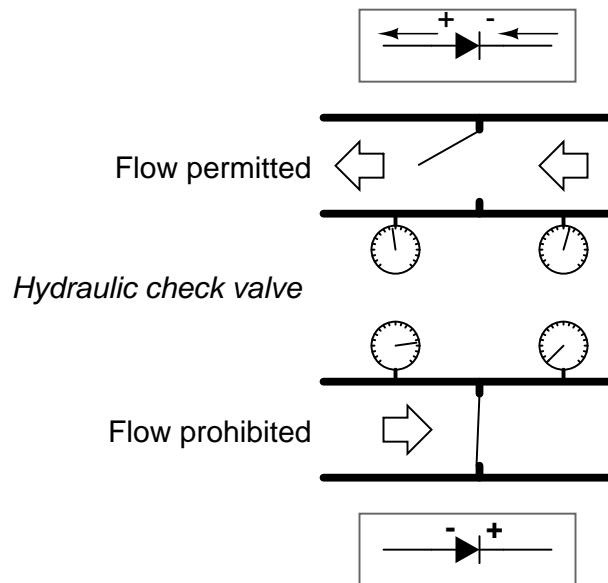 + -
Flow permitted
Hydraulic check valve
Flow prohibited
- +